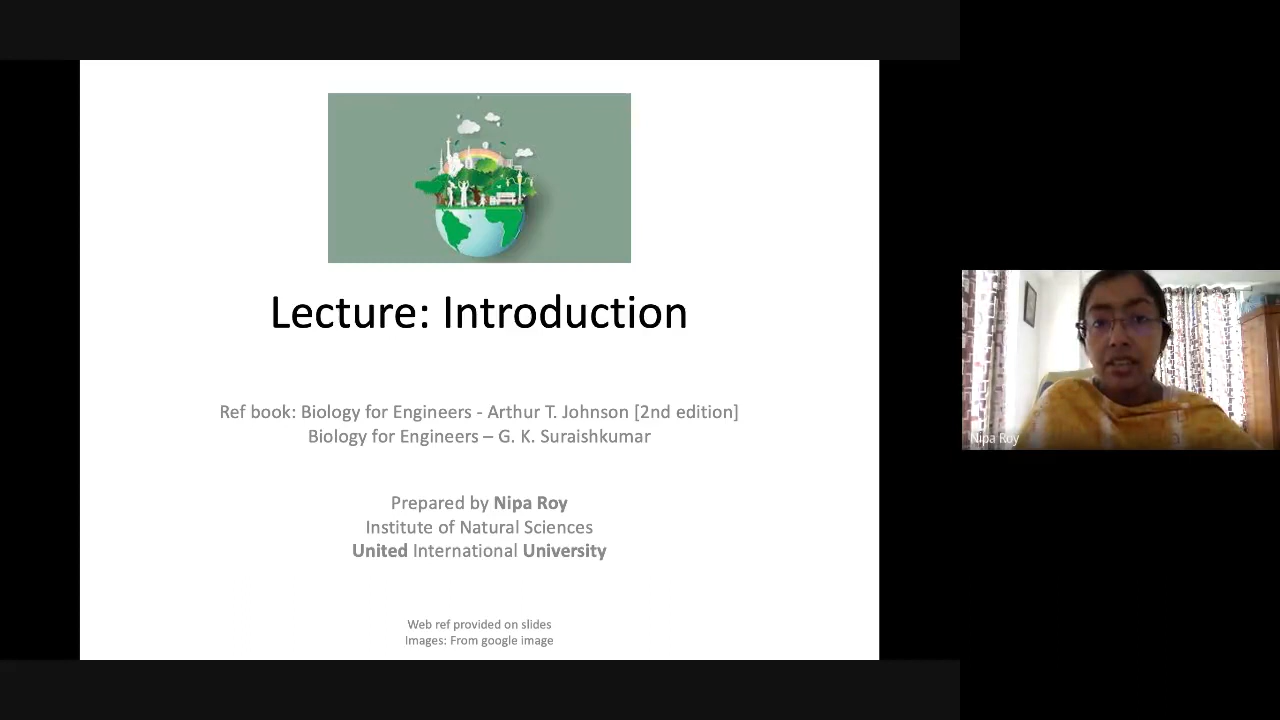 Lecture: Introduction
Ref book: Biology for Engineers - Arthur T. Johnson [2nd edition]
Biology for Engineers – G. K. Suraishkumar
Prepared by Nipa Roy
Institute of Natural Sciences
United International University
Web ref provided on slides
Images: From google image
Nipa Roy